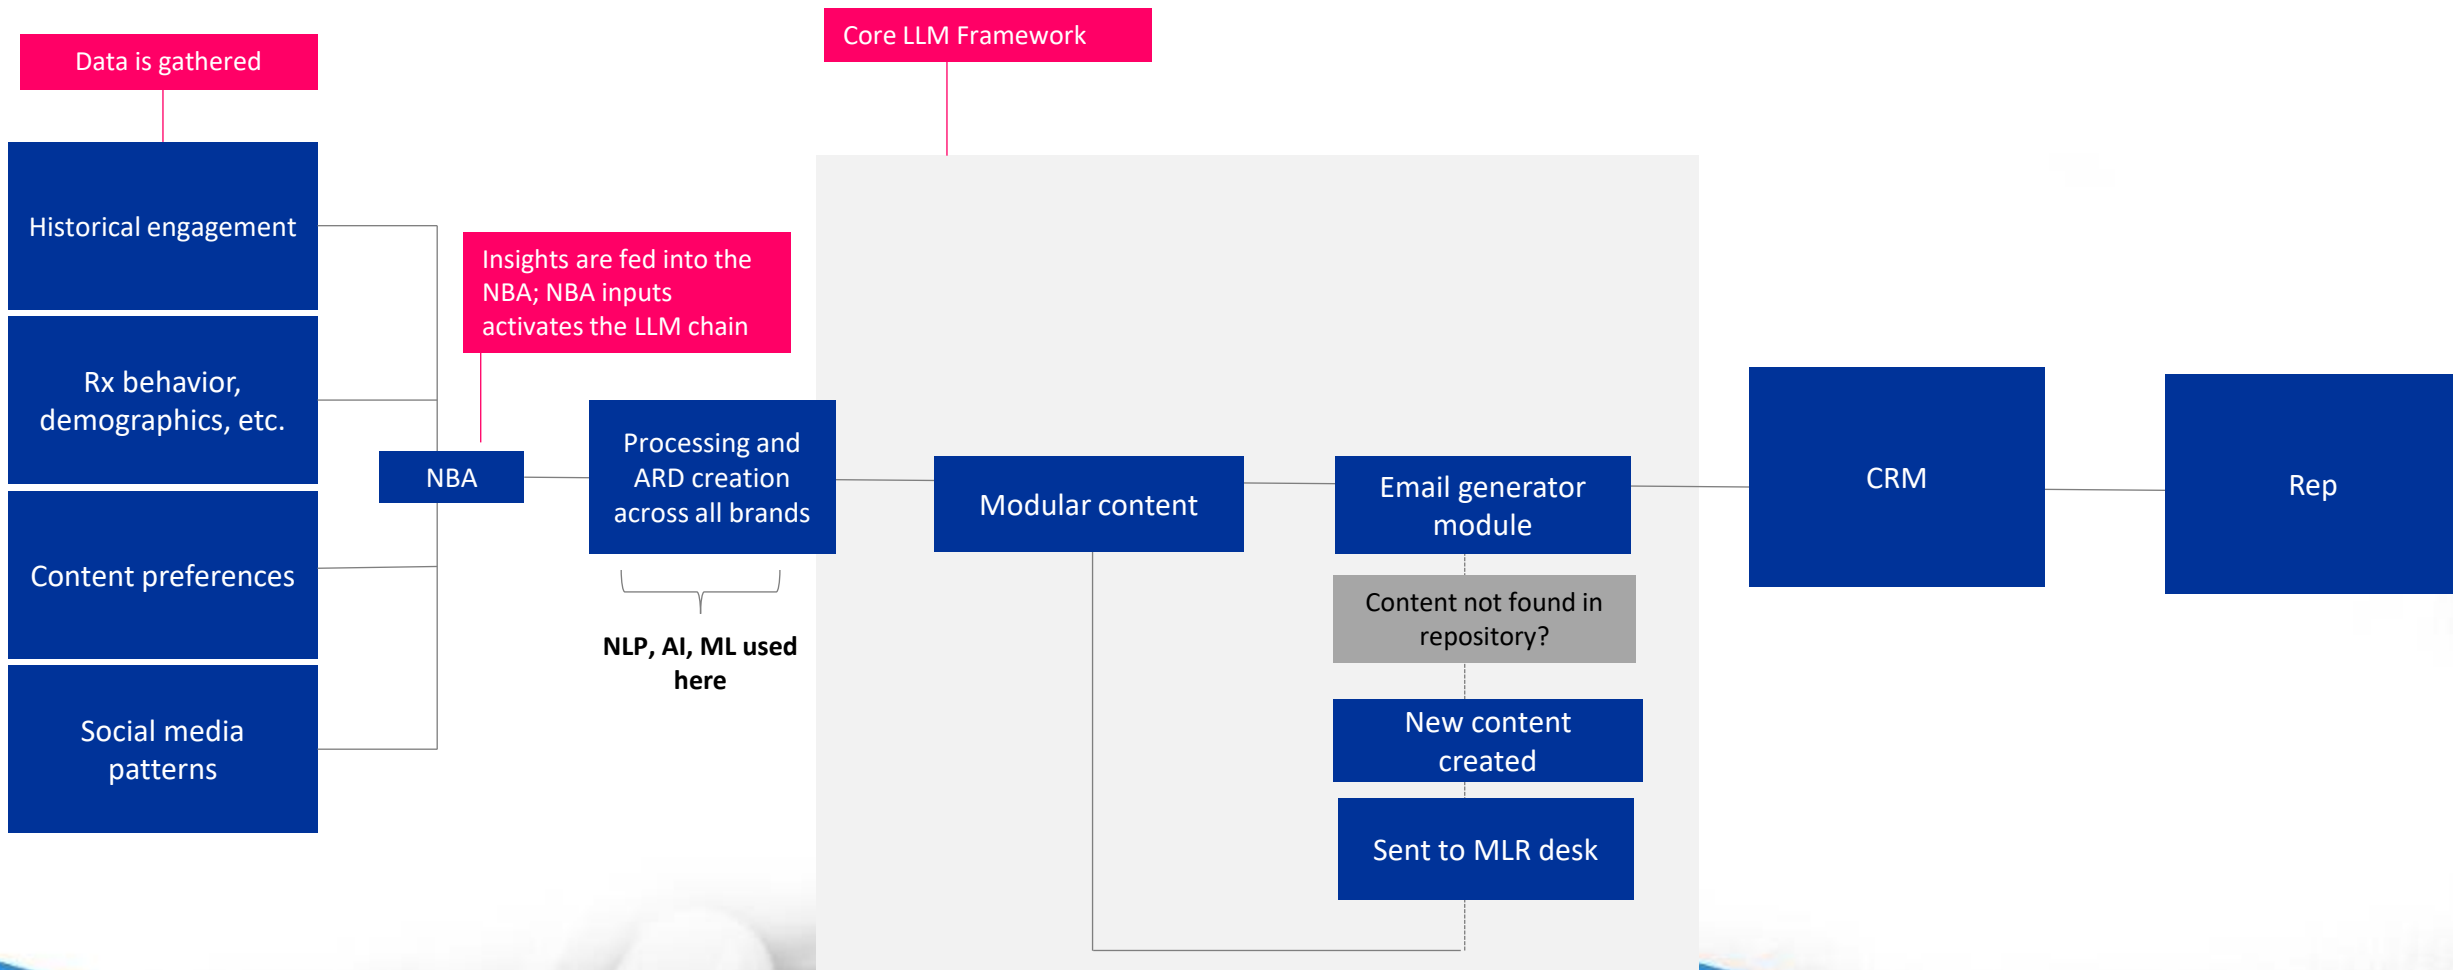 Data is gathered
Core LLM Framework
Historical engagement
Rx behavior,
demographics, etc.
Content preferences
Social media
patterns
Insights are fed into the
NBA; NBA inputs
activates the LLM chain
NBA
Processing and
ARD creation
across all brands
NLP, AI, ML used
here
Modular content
Email generator
module
Content not found in
repository?
New content
created
Sent to MLR desk
CRM
Rep